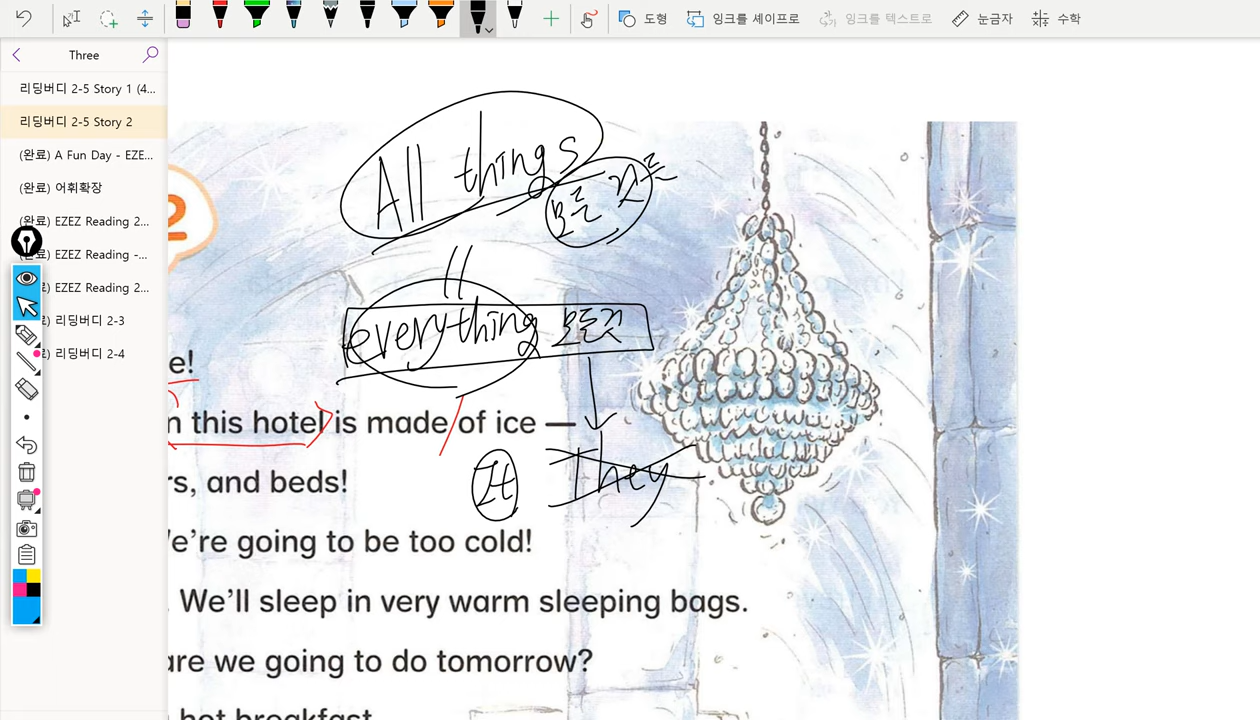 도형 잉크를 셰이프로 잉크를 텍스트로 눈금자 수학
Three
리딩버디 2-5 Story 1 (4...
리딩버디 2-5 Story 2
(완료) A Fun Day - EZE...
(완료) 어휘확장
(완료) EZEZ Reading 2...
EZEZ Reading -...
EZEZ Reading 2...
리딩버디 2-3
리딩버디 2-4
2
All things
모든 것들
everything 모든것
e!
n this hotel is made of ice —
It They
rs, and beds!
e're going to be too cold!
. We'll sleep in very warm sleeping bags.
are we going to do tomorrow?
hot breakfast